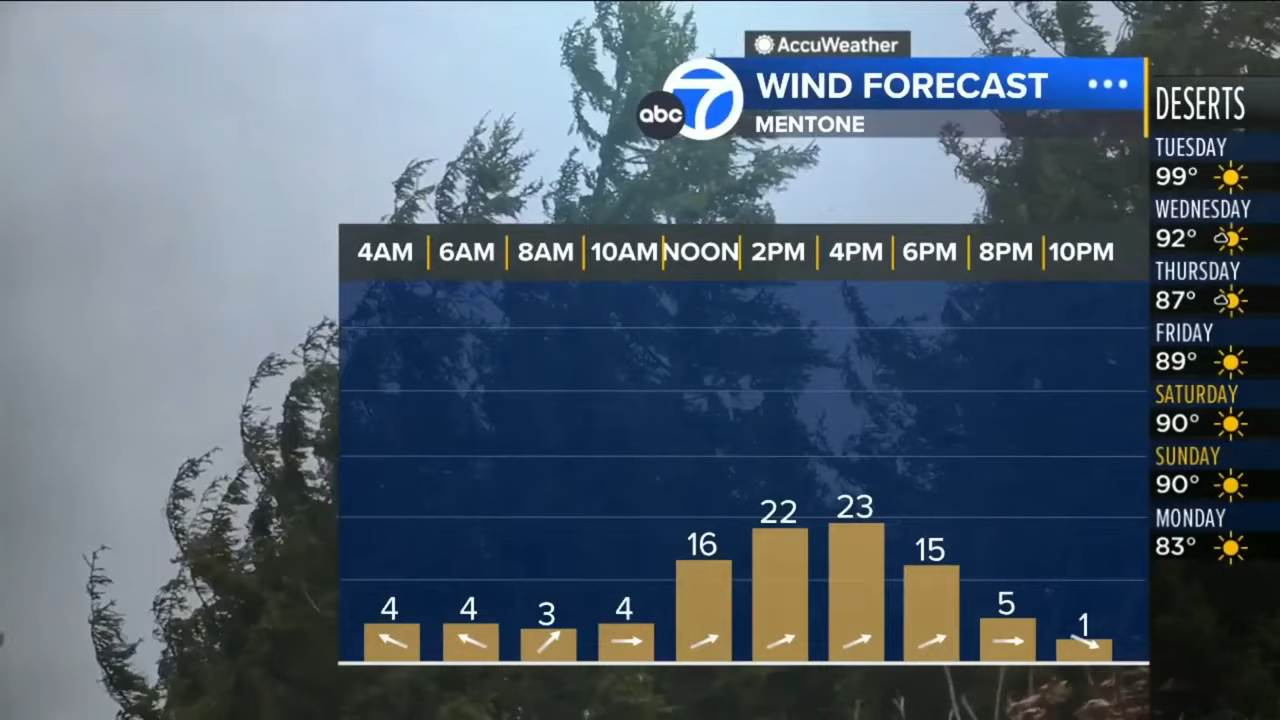 AccuWeather
abc 7
WIND FORECAST
MENTONE
4AM 6AM 8AM 10AM NOON 2PM 4PM 6PM 8PM 10PM
4 4 3 4 16 22 23 15 5 1
DESERTS
TUESDAY
99°
WEDNESDAY
92°
THURSDAY
87°
FRIDAY
89°
SATURDAY
90°
SUNDAY
90°
MONDAY
83°